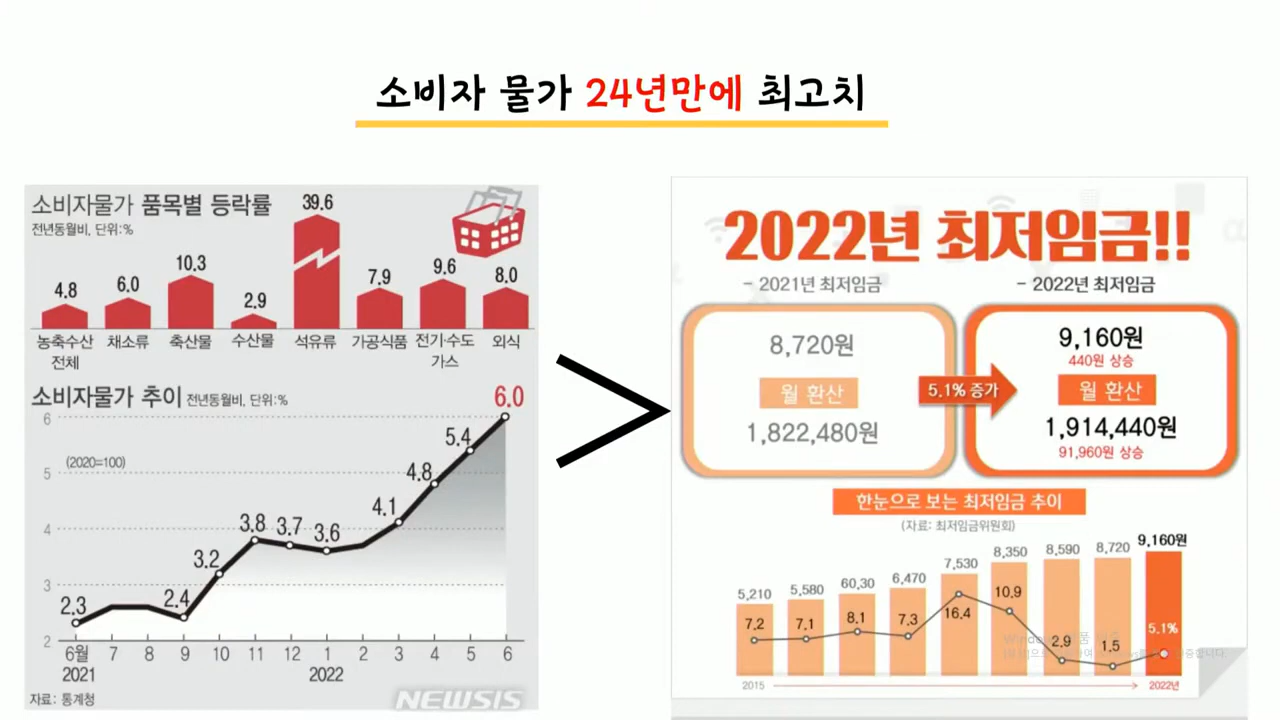 소비자 물가 24년만에 최고치
소비자물가 품목별 등락률
전년동월비, 단위:%
4.8 6.0 10.3 2.9 39.6 7.9 9.6 8.0
농축수산 전체 채소류 축산물 수산물 석유류 가공식품 전기·수도 가스 외식
소비자물가 추이 전년동월비, 단위:%
6.0
(2020=100)
6
5
4
3
2
2.3 2.4 3.2 3.8 3.7 3.6 4.1 4.8 5.4
6월 7 8 9 10 11 12 1 2 3 4 5 6
2021 2022
자료: 통계청
NEWSIS
>
2022년 최저임금!!
- 2021년 최저임금
8,720원
월 환산
1,822,480원
5.1% 증가
- 2022년 최저임금
9,160원
440원 상승
월 환산
1,914,440원
91,960원 상승
한눈으로 보는 최저임금 추이
(자료: 최저임금위원회)
5,210 5,580 60,30 6,470 7,530 8,350 8,590 8,720 9,160원
7.2 7.1 8.1 7.3 16.4 10.9 2.9 1.5 5.1%
2015 2022년